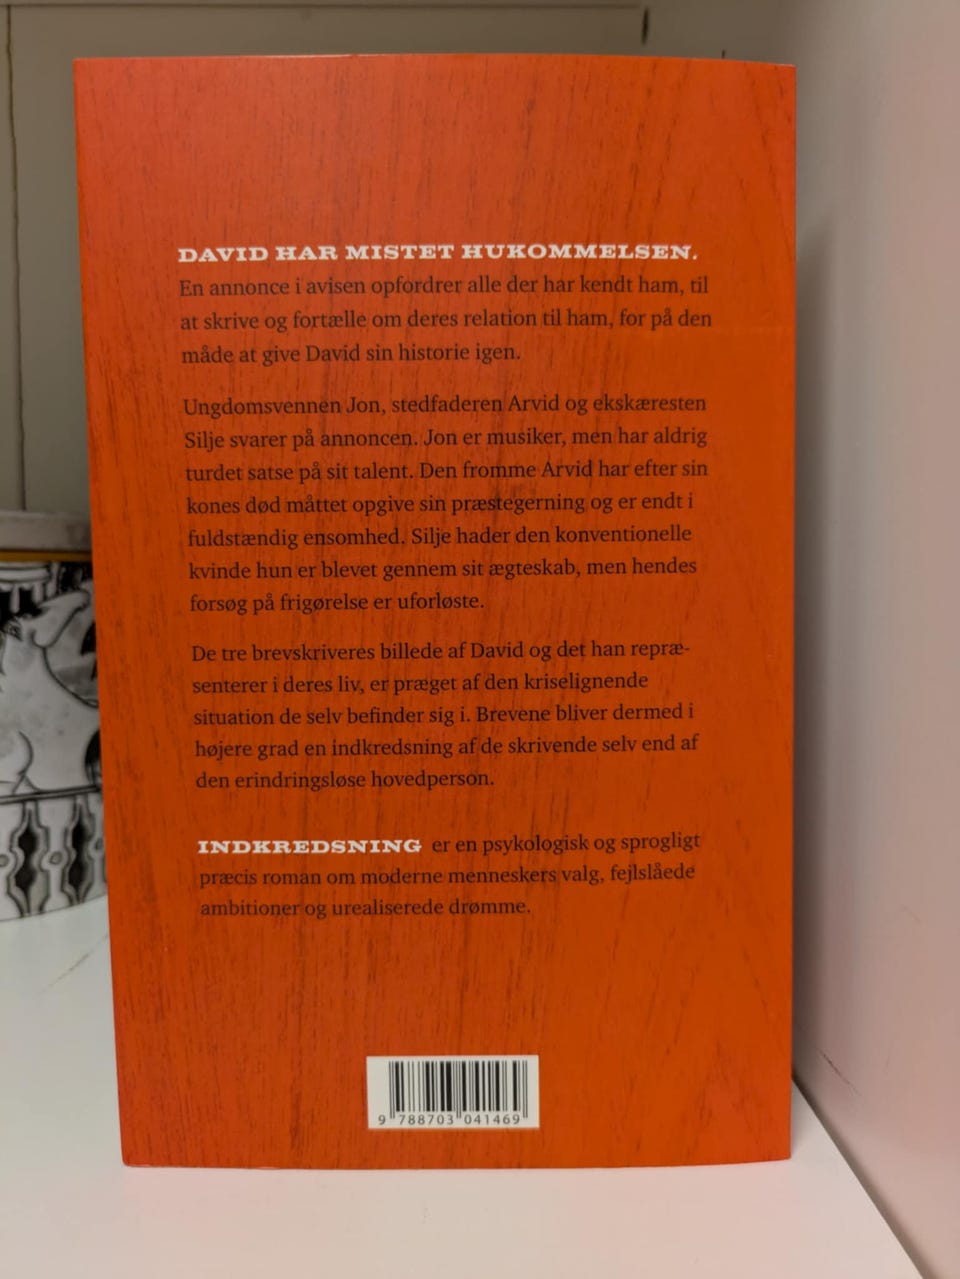 DAVID HAR MISTET HUKOMMELSEN.
En annonce i avisen opfordrer alle der har kendt ham, til
at skrive og fortælle om deres relation til ham, for på den
måde at give David sin historie igen.
Ungdomsvennen Jon, stedfaderen Arvid og ekskæresten
Silje svarer på annoncen. Jon er musiker, men har aldrig
turdet satse på sit talent. Den fromme Arvid har efter sin
kones død måttet opgive sin præstegerning og er endt i
fuldstændig ensomhed. Silje hader den konventionelle
kvinde hun er blevet gennem sit ægteskab, men hendes
forsøg på frigørelse er uforløste.
De tre brevskriveres billede af David og det han repræ-
senterer i deres liv, er præget af den kriselignende
situation de selv befinder sig i. Brevene bliver dermed i
højere grad en indkredsning af de skrivende selv end af
den erindringsløse hovedperson.
INDKREDSNING er en psykologisk og sprogligt
præcis roman om moderne menneskers valg, fejlslåede
ambitioner og urealiserede drømme.
9 788703 041469